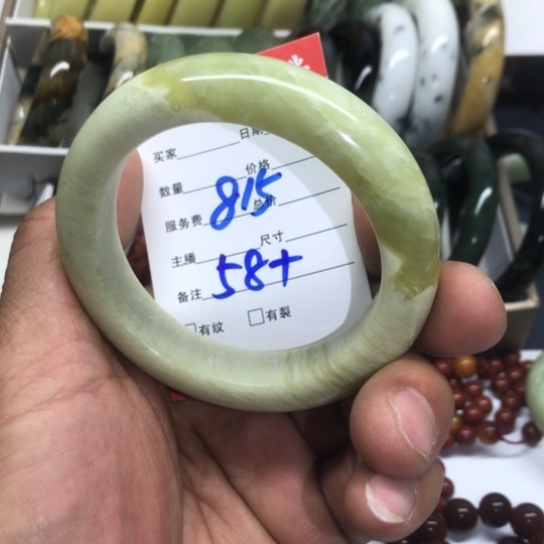 买家 日期
数量 价格
815
服务费 总价
主播 尺寸
58+
备注
□有纹 □有裂